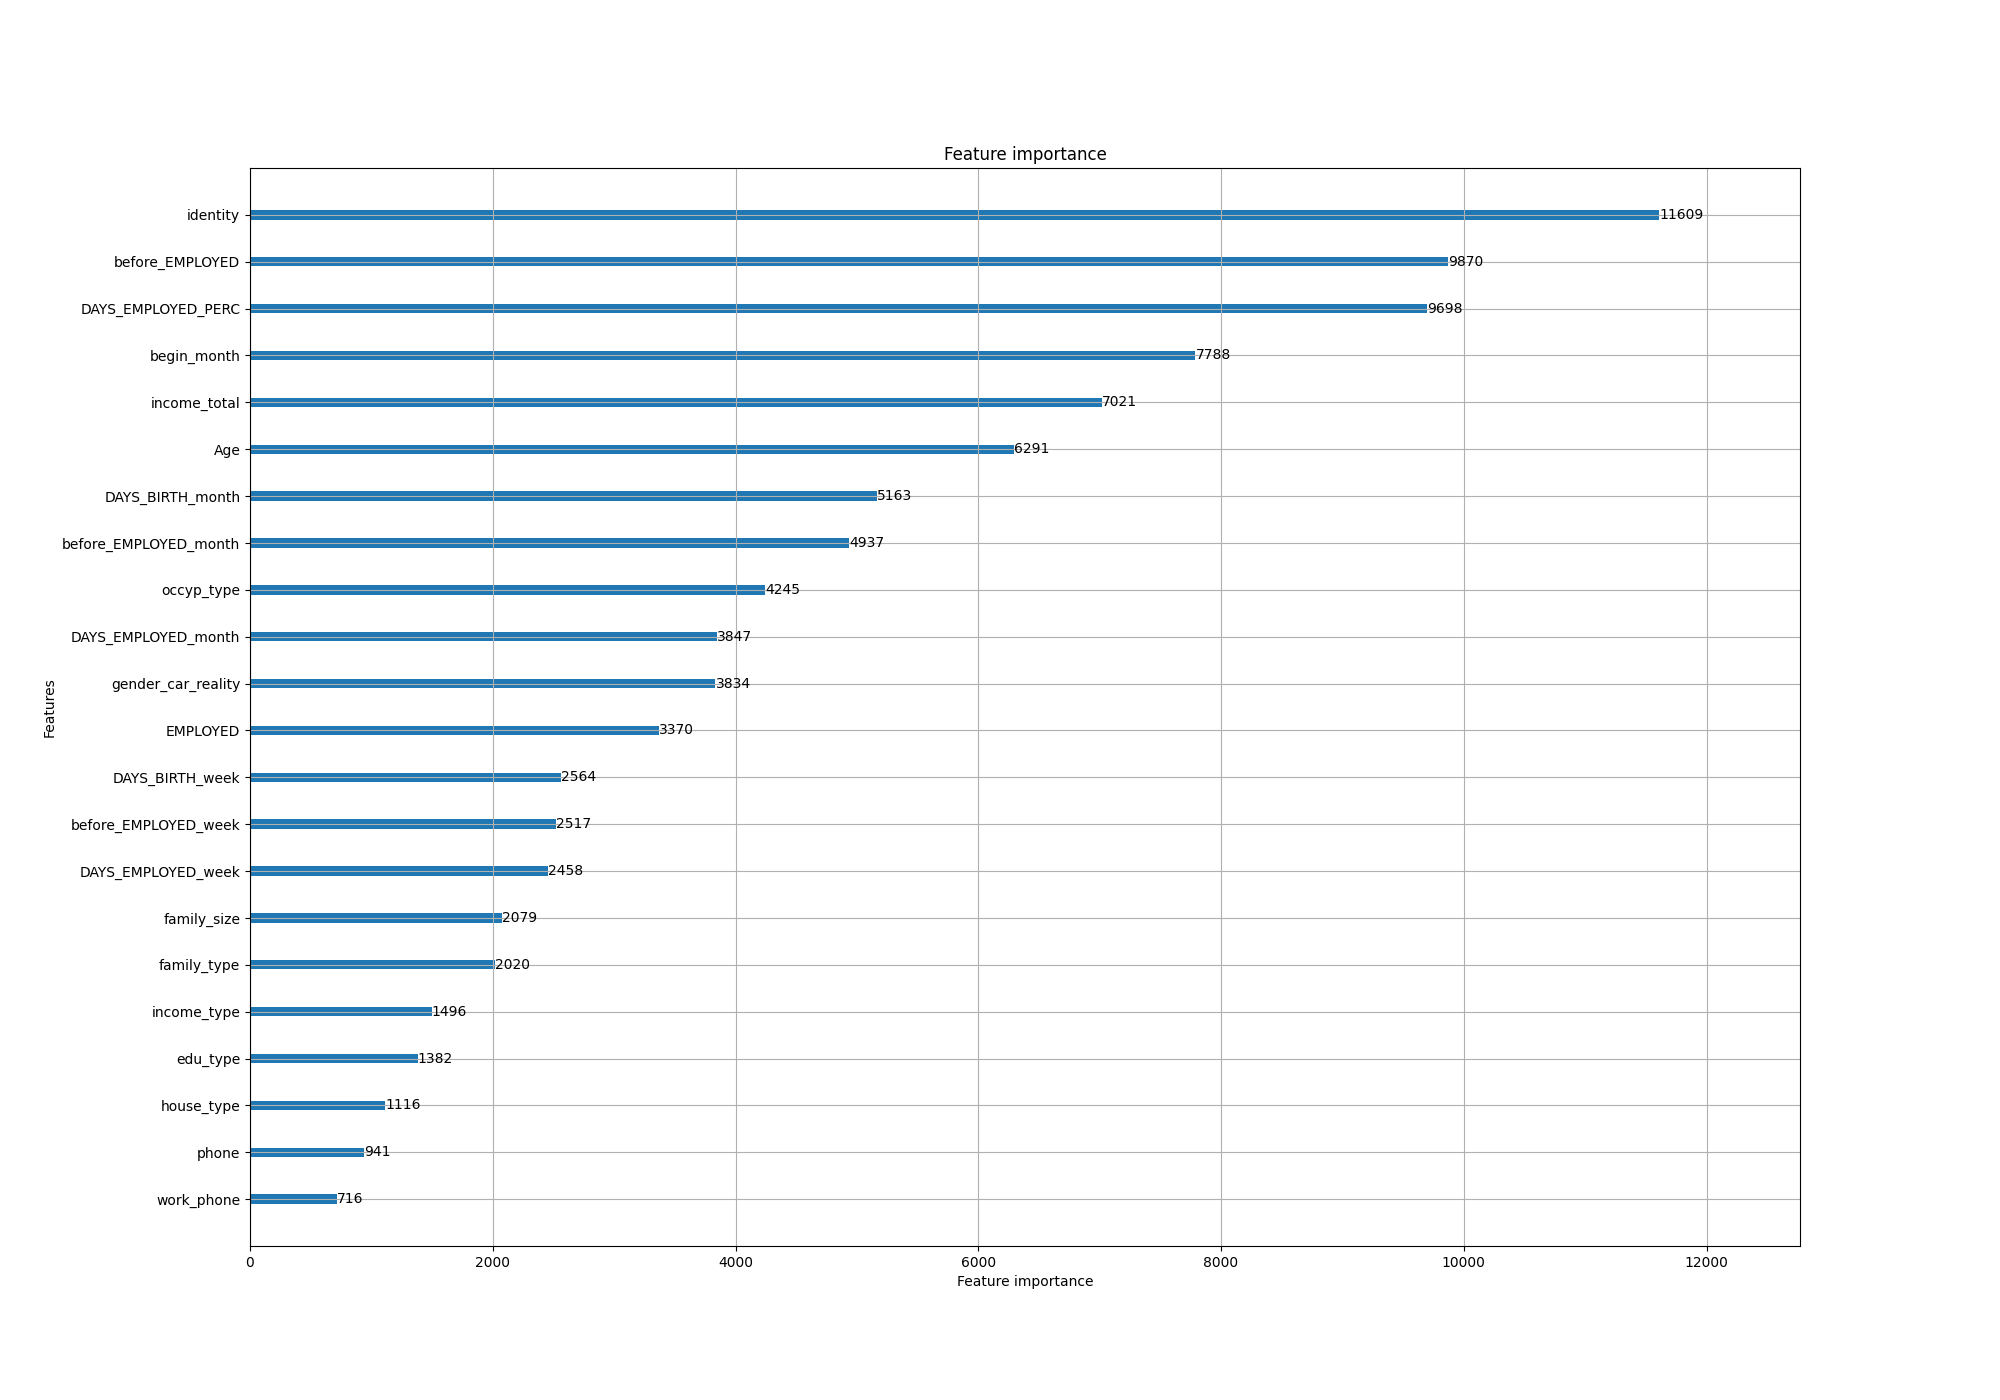 Feature importance
identity 11609
before_EMPLOYED 9870
DAYS_EMPLOYED_PERC 9698
begin_month 7788
income_total 7021
Age 6291
DAYS_BIRTH_month 5163
before_EMPLOYED_month 4937
occyp_type 4245
DAYS_EMPLOYED_month 3847
gender_car_reality 3834
EMPLOYED 3370
DAYS_BIRTH_week 2564
before_EMPLOYED_week 2517
DAYS_EMPLOYED_week 2458
family_size 2079
family_type 2020
income_type 1496
edu_type 1382
house_type 1116
phone 941
work_phone 716
Features
0 2000 4000 6000 8000 10000 12000
Feature importance